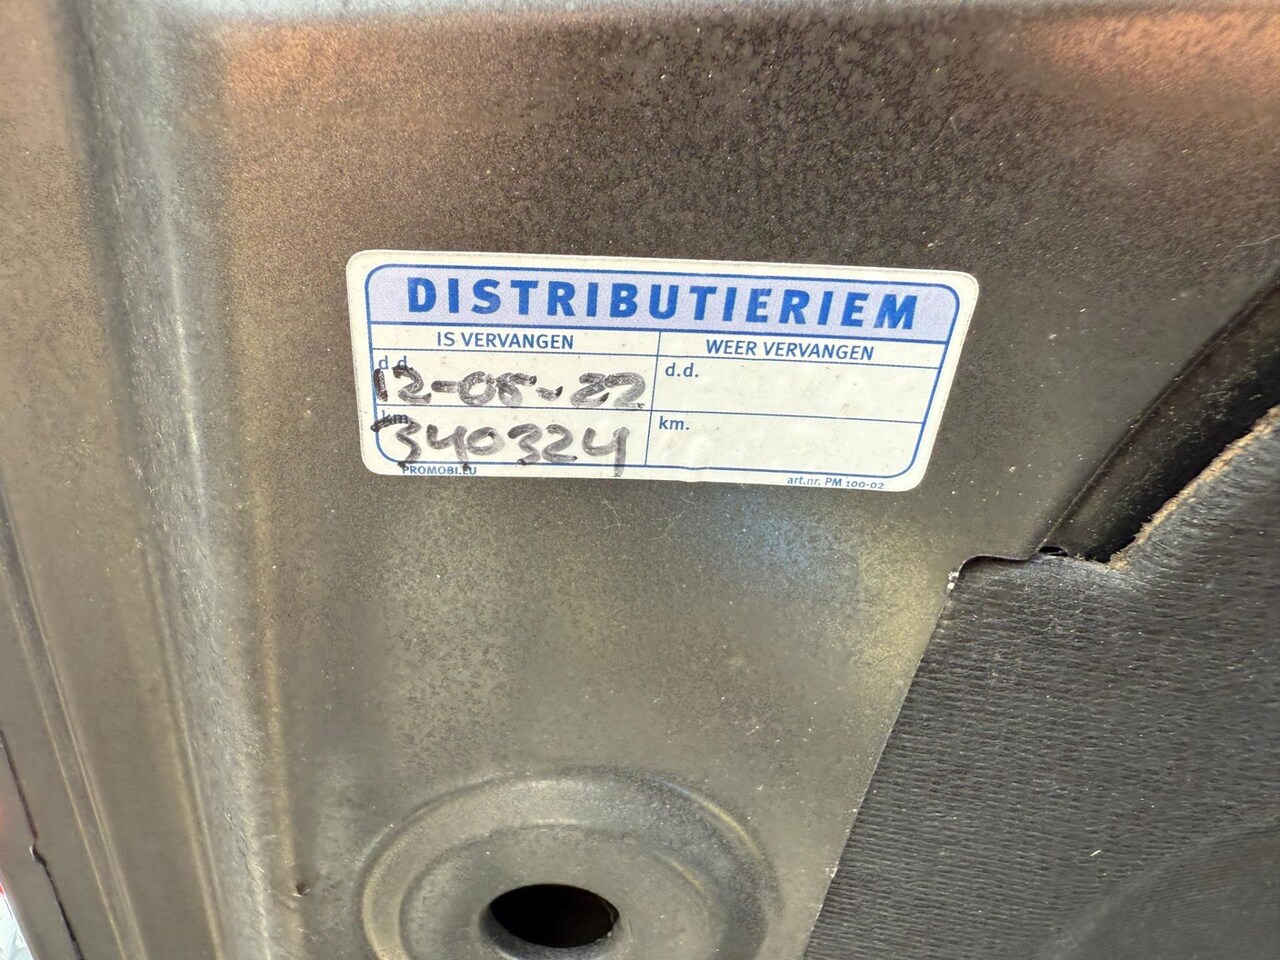 DISTRIBUTIERIEM
IS VERVANGEN
WEER VERVANGEN
d.d. 12-05-22
d.d.
km. 340324
km.
PROMOBI.EU
art.nr. PM 100-02